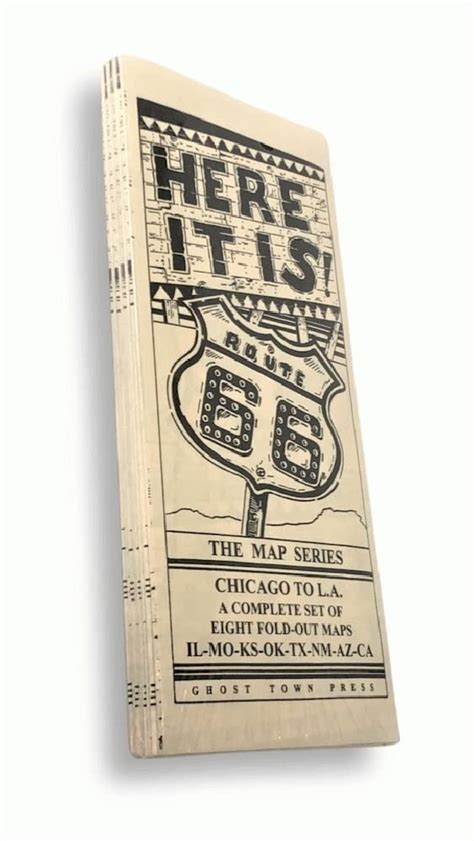 HERE
IT IS!
ROUTE
66
THE MAP SERIES
CHICAGO TO L.A.
A COMPLETE SET OF
EIGHT FOLD-OUT MAPS
IL-MO-KS-OK-TX-NM-AZ-CA
GHOST TOWN PRESS